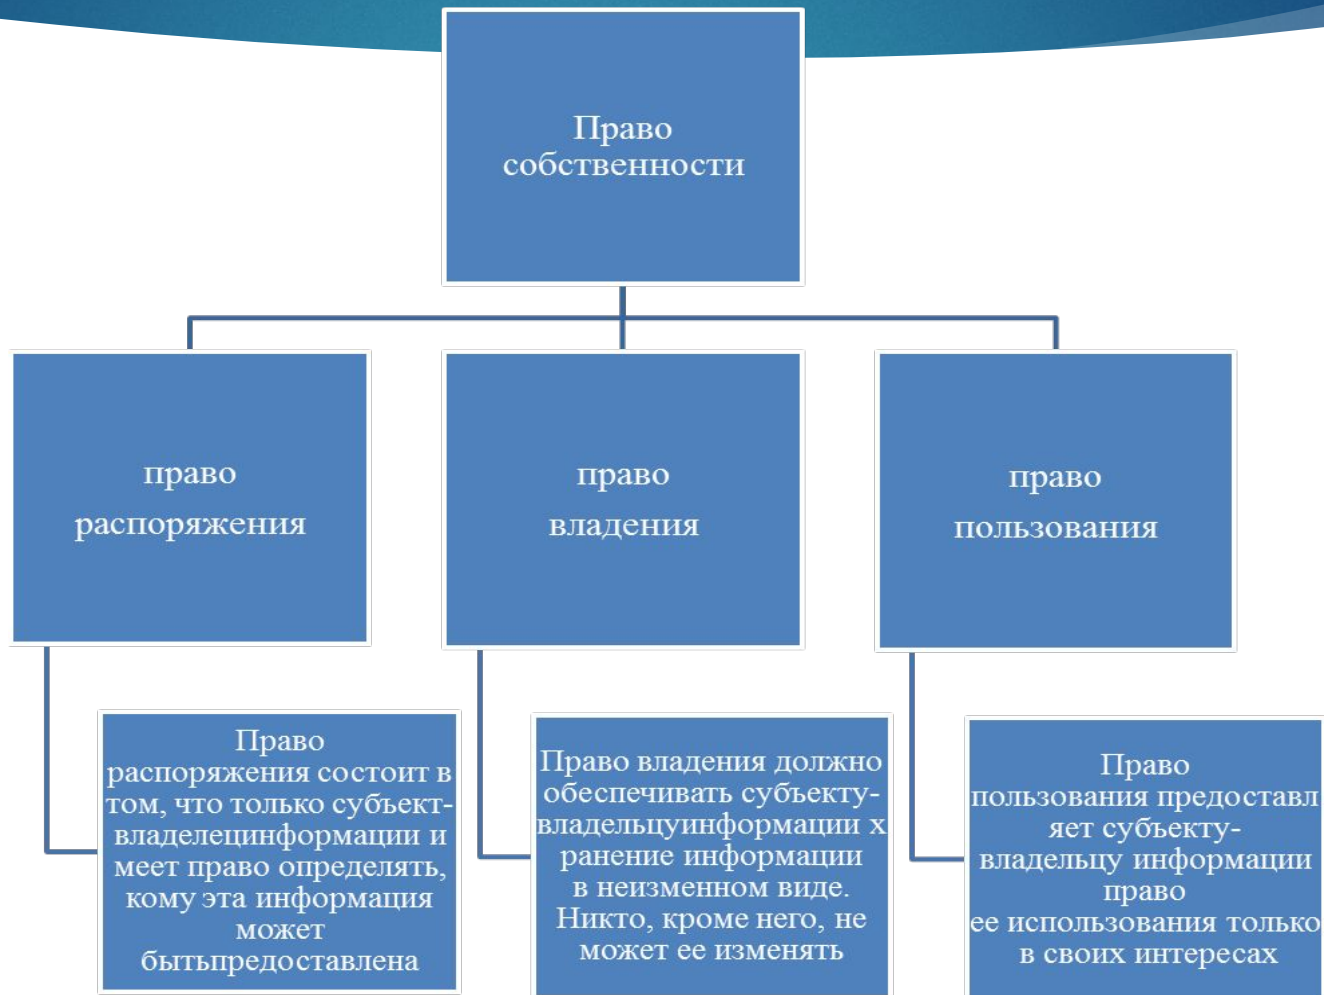 Право
собственности
право
распоряжения
право
владения
право
пользования
Право
распоряжения состоит в
том, что только субъект-
владелецинформации и
меет право определять,
кому эта информация
может
бытьпредоставлена
Право владения должно
обеспечивать субъекту-
владельцуинформации х
ранение информации
в неизменном виде.
Никто, кроме него, не
может ее изменять
Право
пользования предоставл
яет субъекту-
владельцу информации
право
ее использования только
в своих интересах